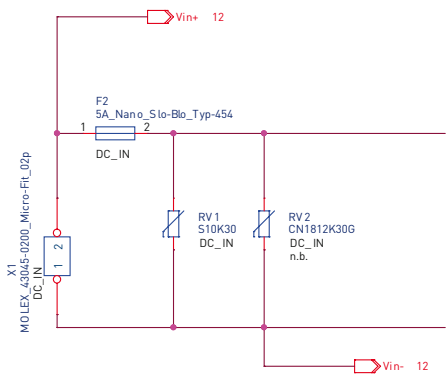 Vin+ 12
F2
5A_Nano_Slo-Blo_Typ-454
1 2
DC_IN
RV1
S10K30
DC_IN
RV2
CN1812K30G
DC_IN
n.b.
X1
MOLEX_43045-0200_Micro-Fit_02p
DC_IN
1 2
Vin- 12